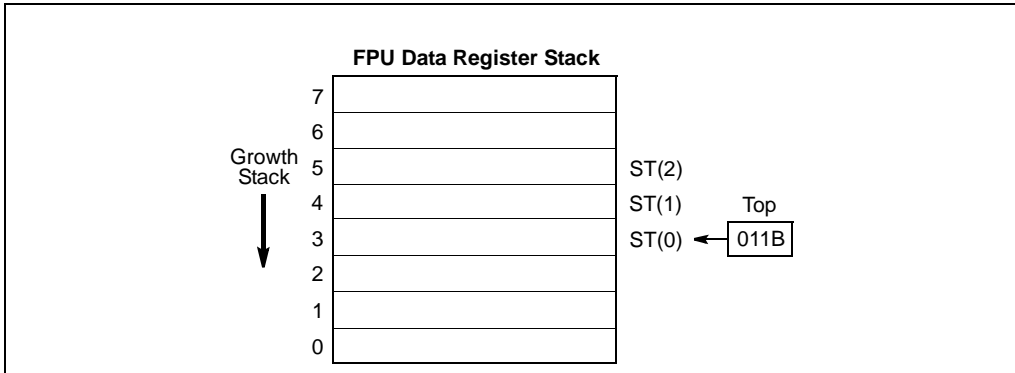 FPU Data Register Stack
7
6
Growth
Stack
5
ST(2)
4
ST(1)
Top
3
ST(0)
011B
2
1
0